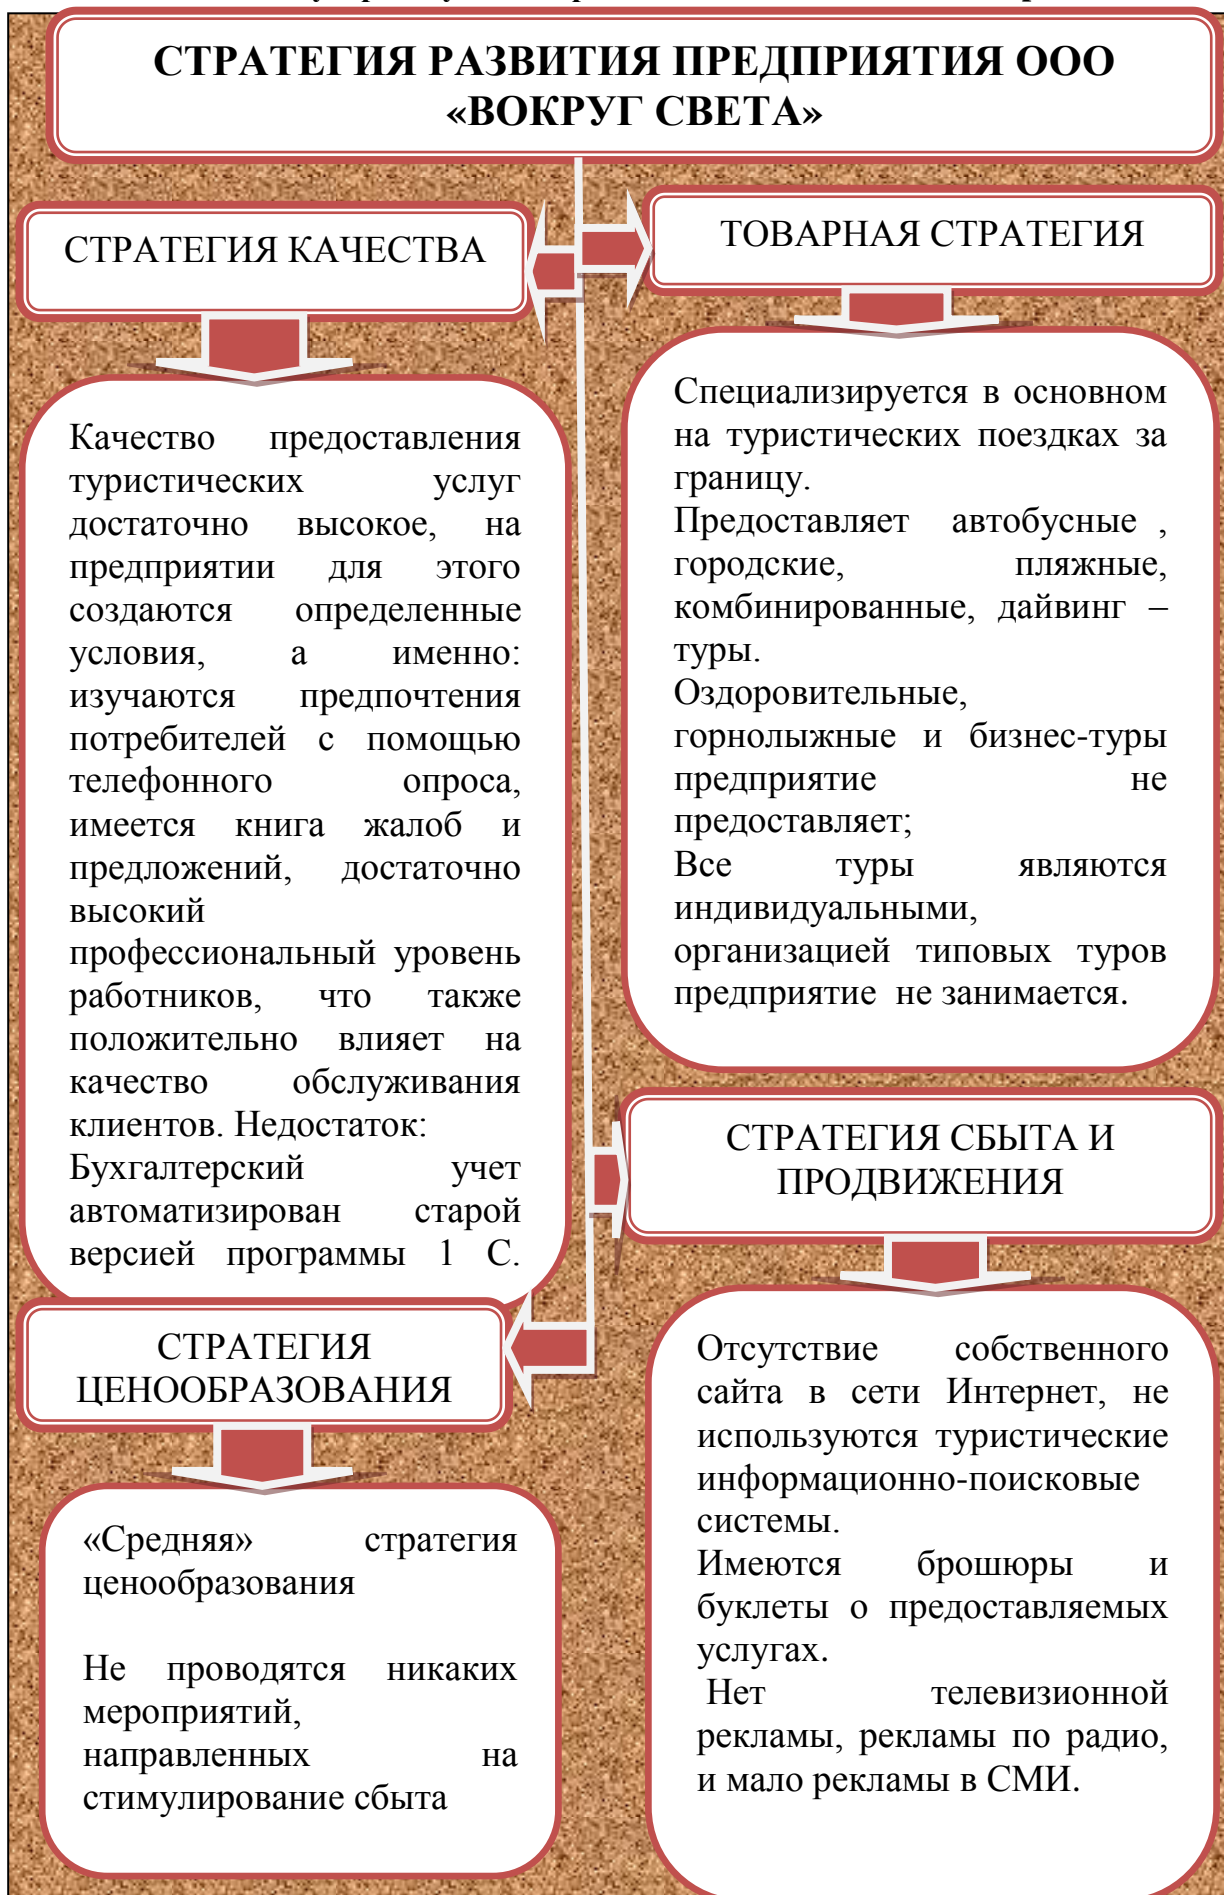 СТРАТЕГИЯ РАЗВИТИЯ ПРЕДПРИЯТИЯ ООО
«ВОКРУГ СВЕТА»
СТРАТЕГИЯ КАЧЕСТВА
Качество предоставления
туристических услуг
достаточно высокое, на
предприятии для этого
создаются определенные
условия, а именно:
изучаются предпочтения
потребителей с помощью
телефонного опроса,
имеется книга жалоб и
предложений, достаточно
высокий
профессиональный уровень
работников, что также
положительно влияет на
качество обслуживания
клиентов. Недостаток:
Бухгалтерский учет
автоматизирован старой
версией программы 1 С.
ТОВАРНАЯ СТРАТЕГИЯ
Специализируется в основном
на туристических поездках за
границу.
Предоставляет автобусные ,
городские, пляжные,
комбинированные, дайвинг –
туры.
Оздоровительные,
горнолыжные и бизнес-туры
предприятие не
предоставляет;
Все туры являются
индивидуальными,
организацией типовых туров
предприятие не занимается.
СТРАТЕГИЯ СБЫТА И
ПРОДВИЖЕНИЯ
Отсутствие собственного
сайта в сети Интернет, не
используются туристические
информационно-поисковые
системы.
Имеются брошюры и
буклеты о предоставляемых
услугах.
Нет телевизионной
рекламы, рекламы по радио,
и мало рекламы в СМИ.
СТРАТЕГИЯ
ЦЕНООБРАЗОВАНИЯ
«Средняя» стратегия
ценообразования
Не проводятся никаких
мероприятий,
направленных на
стимулирование сбыта